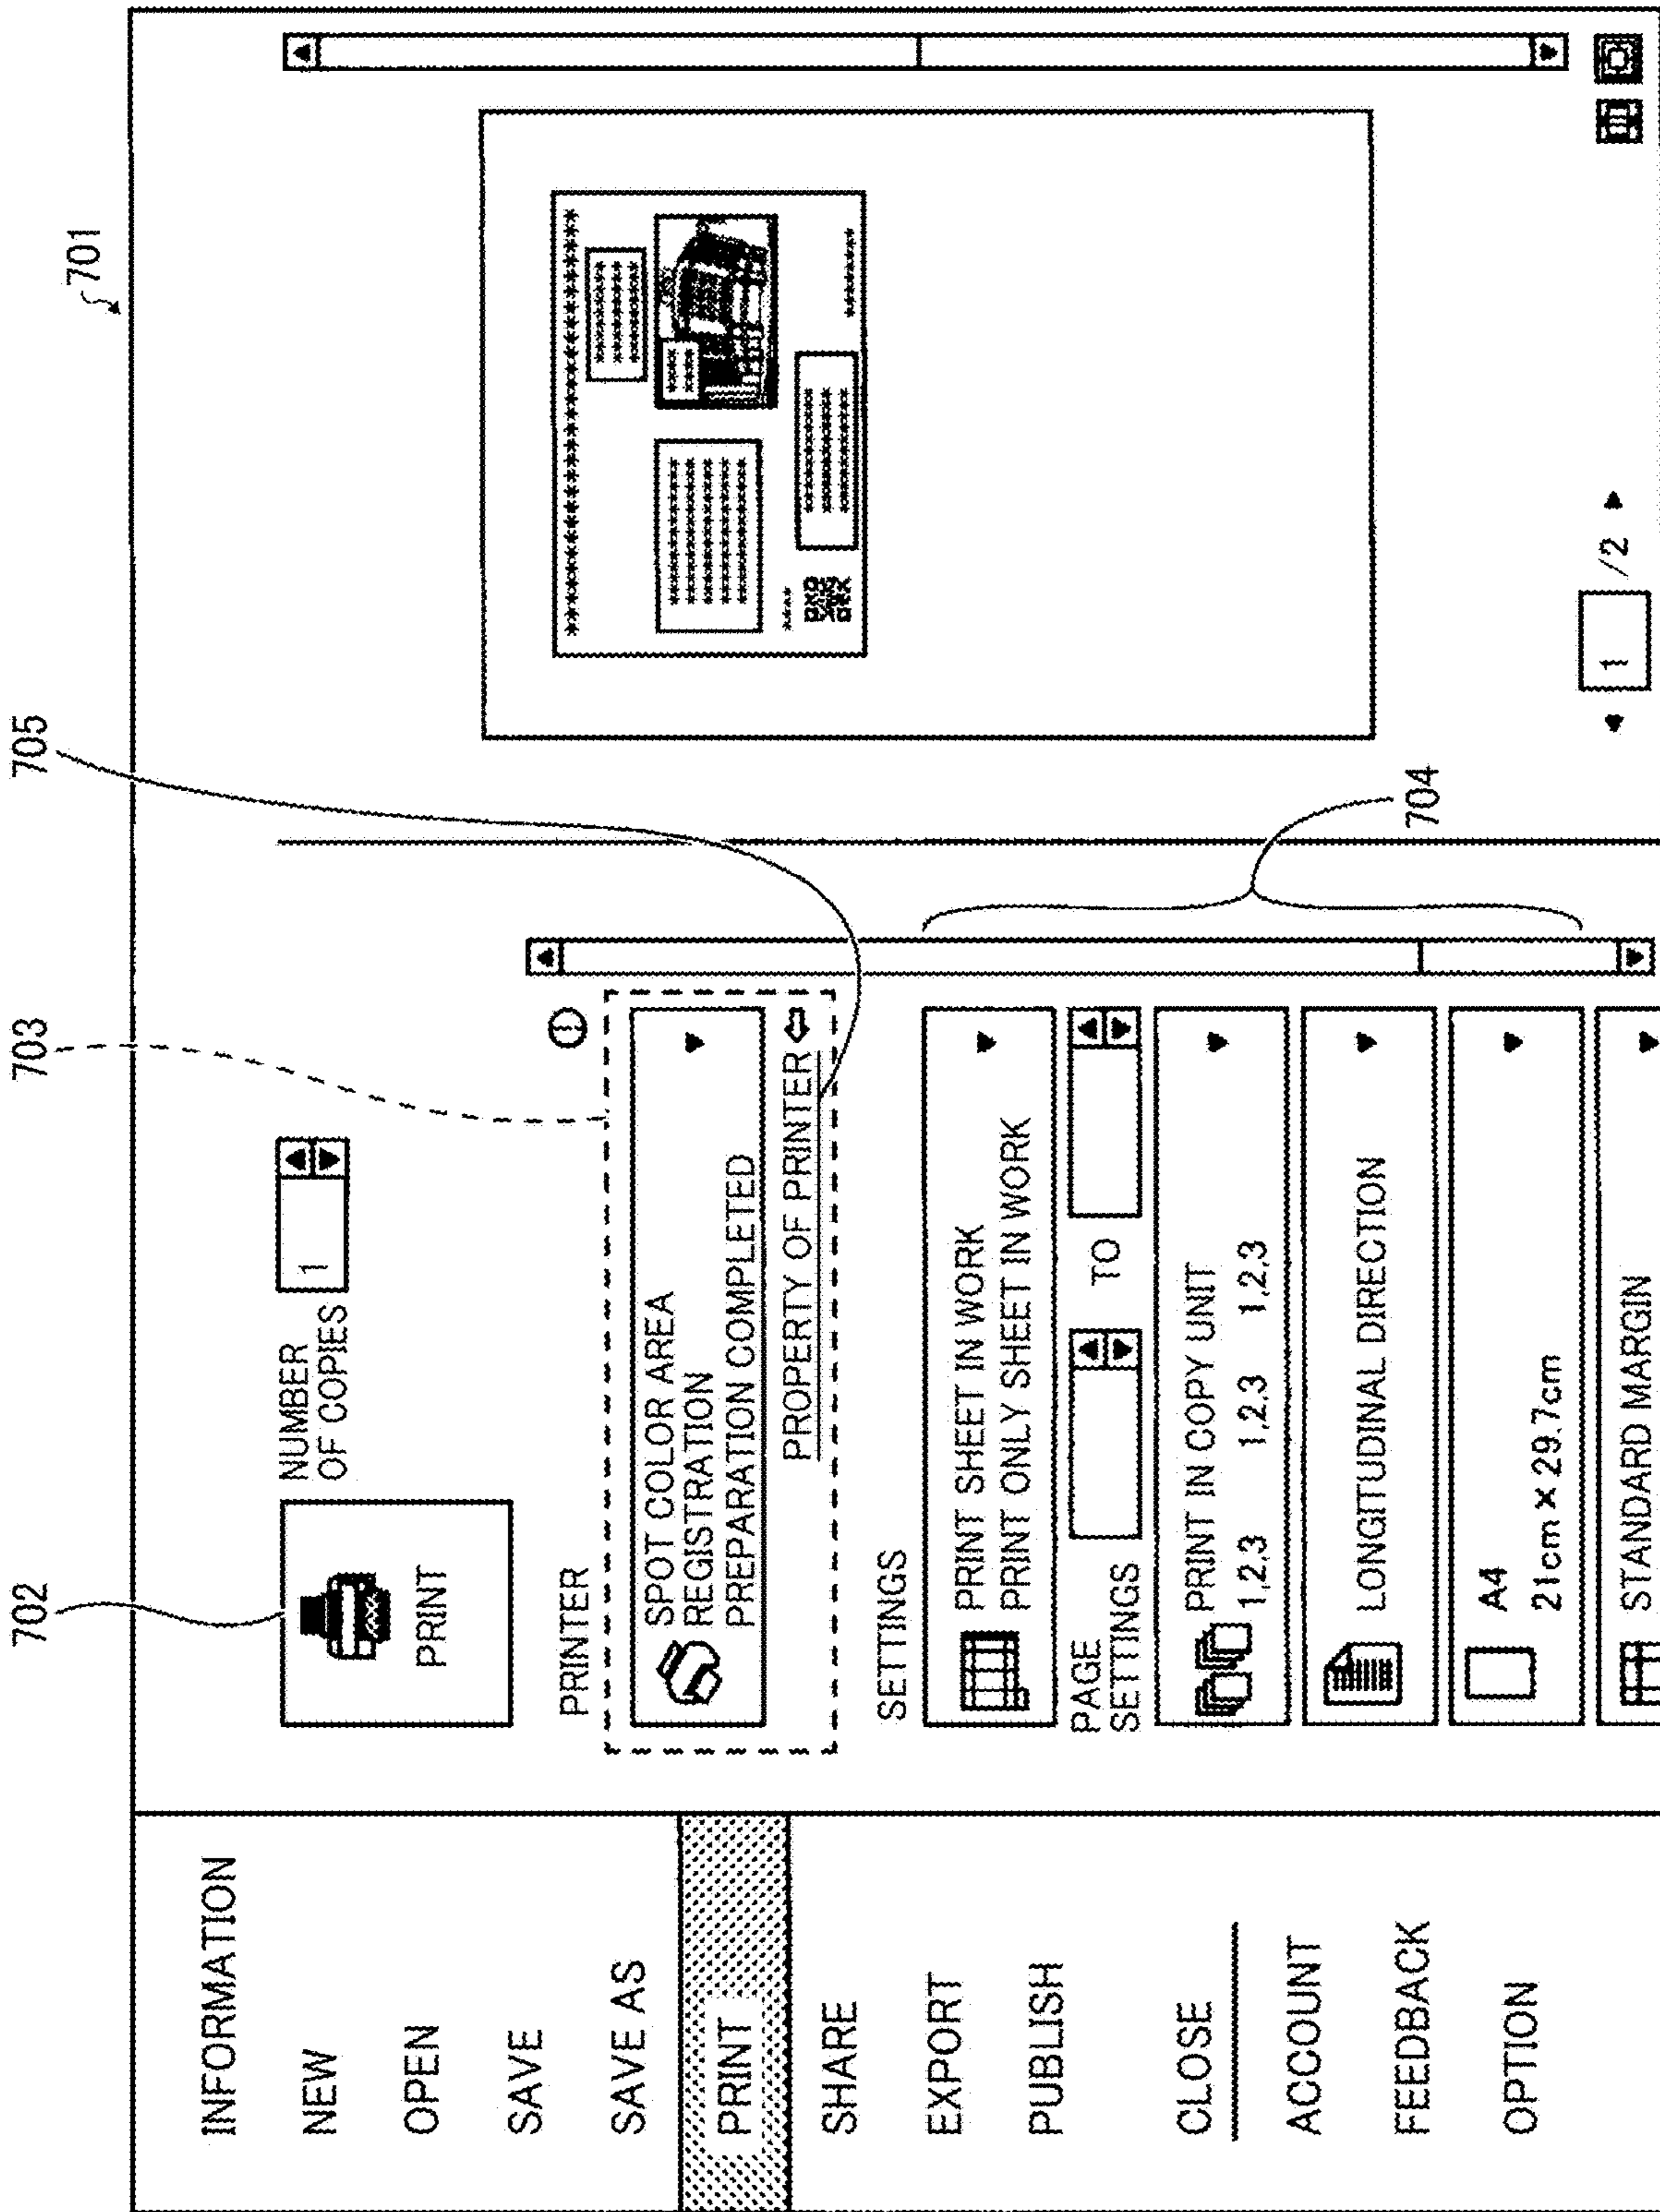 701
702
703
705
704
INFORMATION
NEW
OPEN
SAVE
SAVE AS
PRINT
SHARE
EXPORT
PUBLISH
CLOSE
ACCOUNT
FEEDBACK
OPTION
PRINT
NUMBER
OF COPIES
1
PRINTER
SPOT COLOR AREA
REGISTRATION
PREPARATION COMPLETED
PROPERTY OF PRINTER
SETTINGS
PRINT SHEET IN WORK
PRINT ONLY SHEET IN WORK
PAGE
SETTINGS
TO
PRINT IN COPY UNIT
1,2,3 1,2,3 1,2,3
LONGITUDINAL DIRECTION
A4
21cm × 29.7cm
STANDARD MARGIN
1 /2